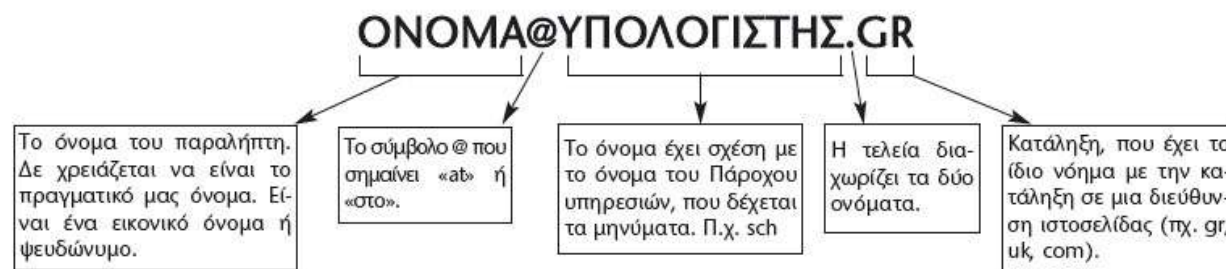 ΟΝΟΜΑ@ΥΠΟΛΟΓΙΣΤΗΣ.GR
Το όνομα του παραλήπτη.
Δε χρειάζεται να είναι το
πραγματικό μας όνομα. Εί-
ναι ένα εικονικό όνομα ή
ψευδώνυμο.
Το σύμβολο @ που
σημαίνει «at» ή
«στο».
Το όνομα έχει σχέση με
το όνομα του Πάροχου
υπηρεσιών, που δέχεται
τα μηνύματα. Π.χ. sch
Η τελεία δια-
χωρίζει τα δύο
ονόματα.
Κατάληξη, που έχει το
ίδιο νόημα με την κα-
τάληξη σε μια διεύθυν-
ση ιστοσελίδας (πχ. gr,
uk, com).